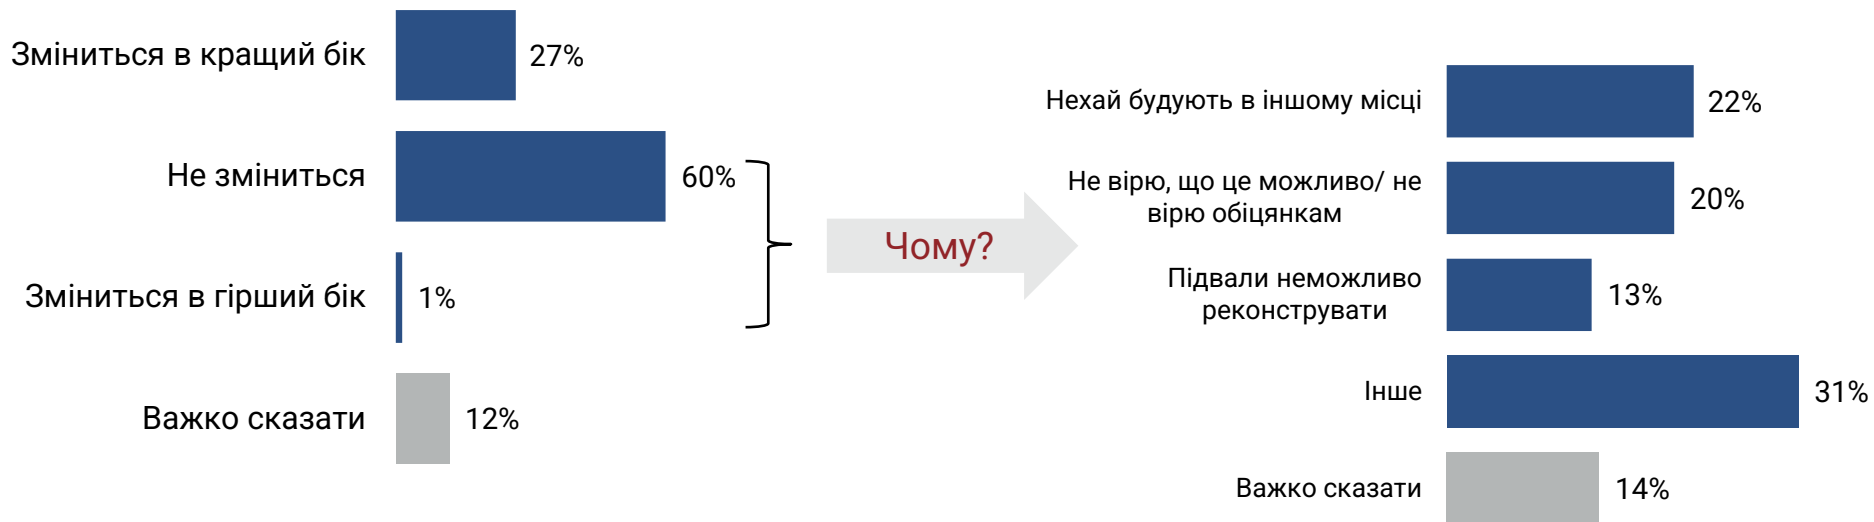 Зміниться в кращий бік
27%
Не зміниться
60%
Зміниться в гірший бік
1%
Важко сказати
12%
Чому?
Нехай будують в іншому місці
22%
Не вірю, що це можливо/ не
вірю обіцянкам
20%
Підвали неможливо
реконструвати
13%
Інше
31%
Важко сказати
14%